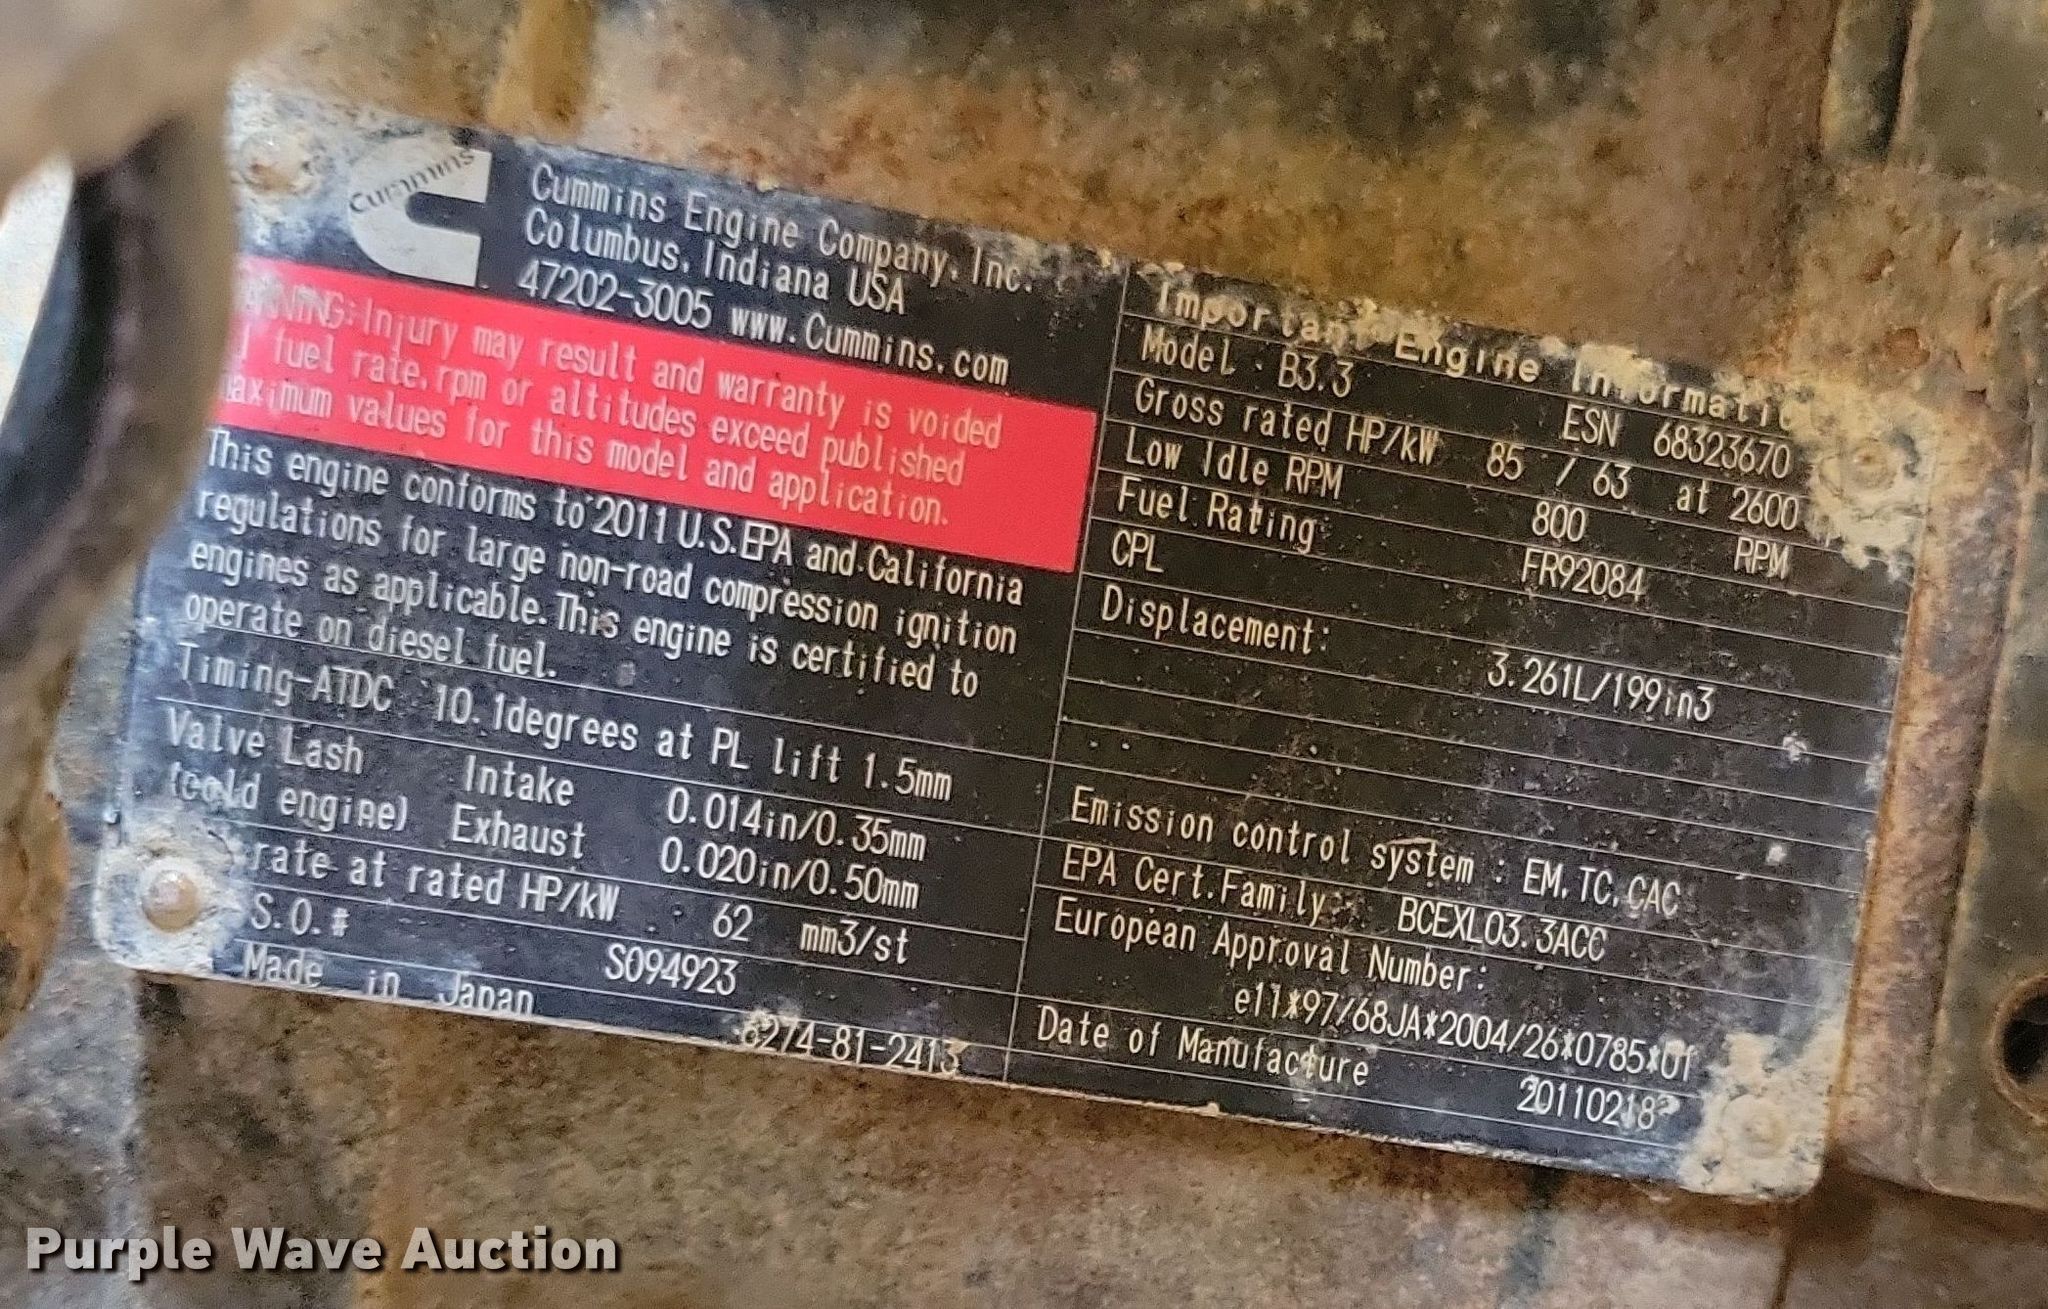 Cummins
Cummins Engine Company, Inc.
Columbus, Indiana USA
47202-3005 www.Cummins.com
WARNING:Injury may result and warranty is voided
fuel rate, rpm or altitudes exceed published
maximum values for this model and application.
This engine conforms to 2011 U.S.EPA and California
regulations for large non-road compression ignition
engines as applicable. This engine is certified to
operate on diesel fuel.
Timing-ATDC 10.1degrees at PL lift 1.5mm
Valve Lash Intake 0.014in/0.35mm
(cold engine) Exhaust 0.020in/0.50mm
rate at rated HP/kW 62 mm3/st
S.O.# S094923
Made in Japan
6274-81-2413
Important Engine Informatio
Model B3.3 ESN 68323670
Gross rated HP/kW 85 / 63 at 2600
Low Idle RPM 800 RPM
Fuel Rating: FR92084
CPL
Displacement: 3.261L/199in3
Emission control system : EM, TC, CAC
EPA Cert.Family: BCEXL03.3ACC
European Approval Number:
e11*97/68JA*2004/26*0785*01
Date of Manufacture 20110218
Purple Wave Auction